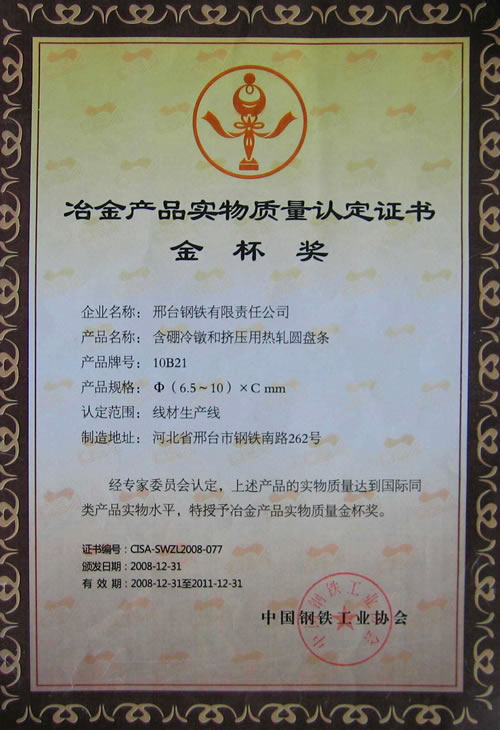 冶金产品实物质量认定证书
金 杯 奖
企业名称： 邢台钢铁有限责任公司
产品名称： 含硼冷镦和挤压用热轧圆盘条
产品牌号： 10B21
产品规格： Φ（6.5～10）×C mm
认定范围： 线材生产线
制造地址： 河北省邢台市钢铁南路262号
经专家委员会认定，上述产品的实物质量达到国际同
类产品实物水平，特授予冶金产品实物质量金杯奖。
证书编号：CISA-SWZL2008-077
颁发日期：2008-12-31
有 效 期：2008-12-31至2011-12-31
中国钢铁工业协会
中国钢铁工业协会